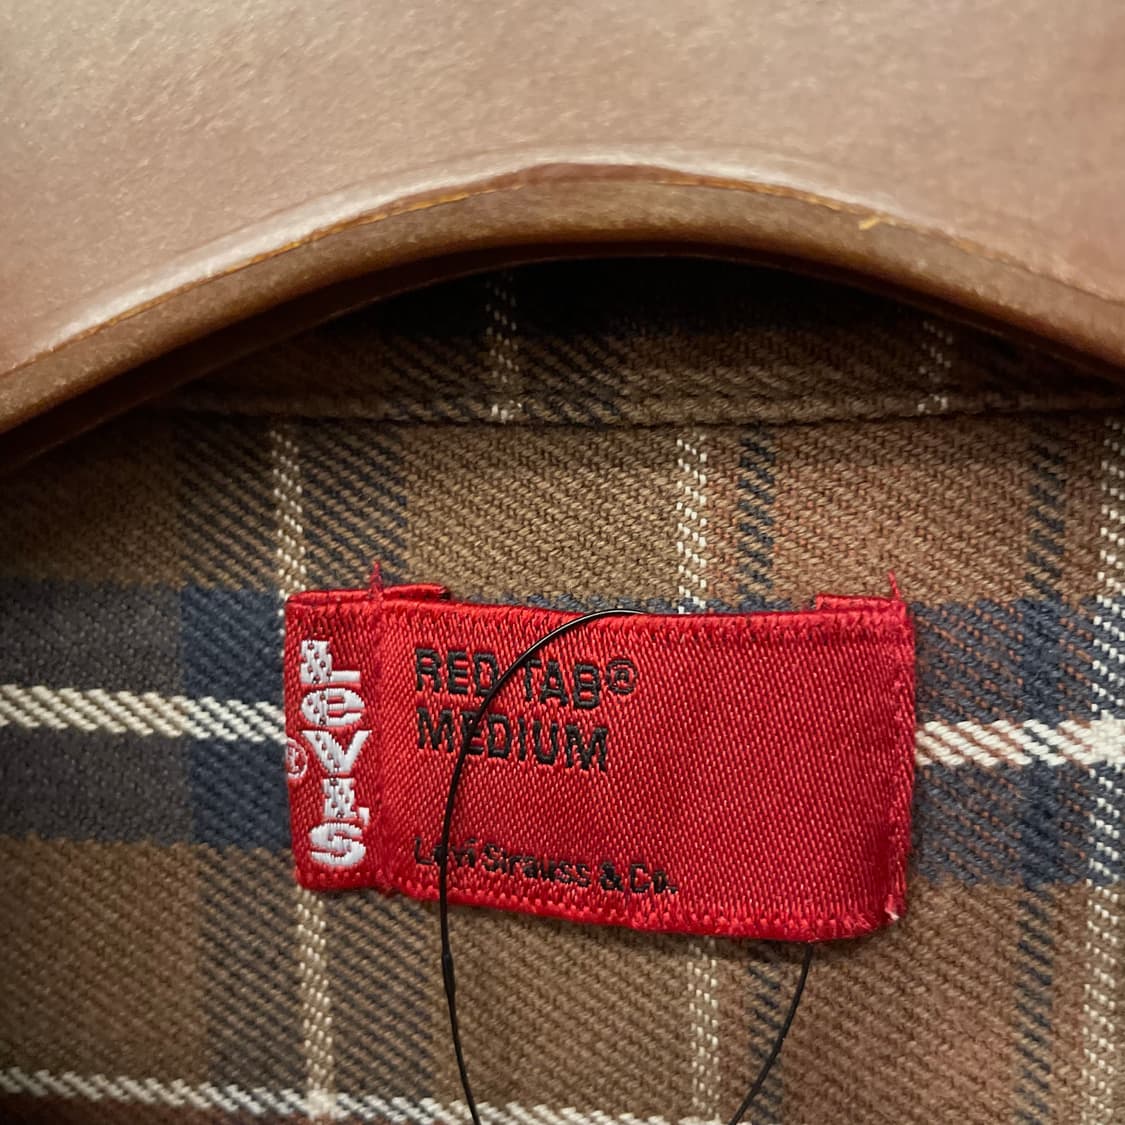 LEVI'S
®
RED TAB®
MEDIUM
Levi Strauss & Co.